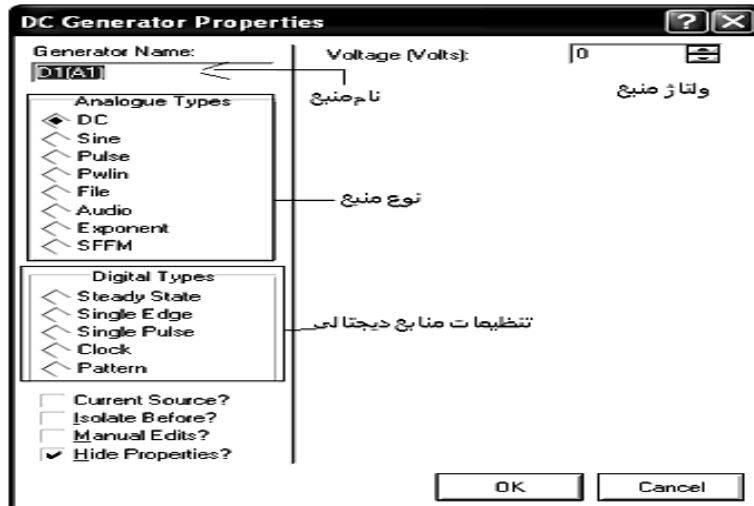 DC Generator Properties
Generator Name:
D1(A1)
نام منبع
Analogue Types
DC
Sine
Pulse
Pwlin
File
Audio
Exponent
SFFM
نوع منبع
Digital Types
Steady State
Single Edge
Single Pulse
Clock
Pattern
تنظیمات منابع دیجتالی
Current Source?
Isolate Before?
Manual Edits?
Hide Properties?
Voltage (Volts):
0
ولتاژ منبع
OK
Cancel